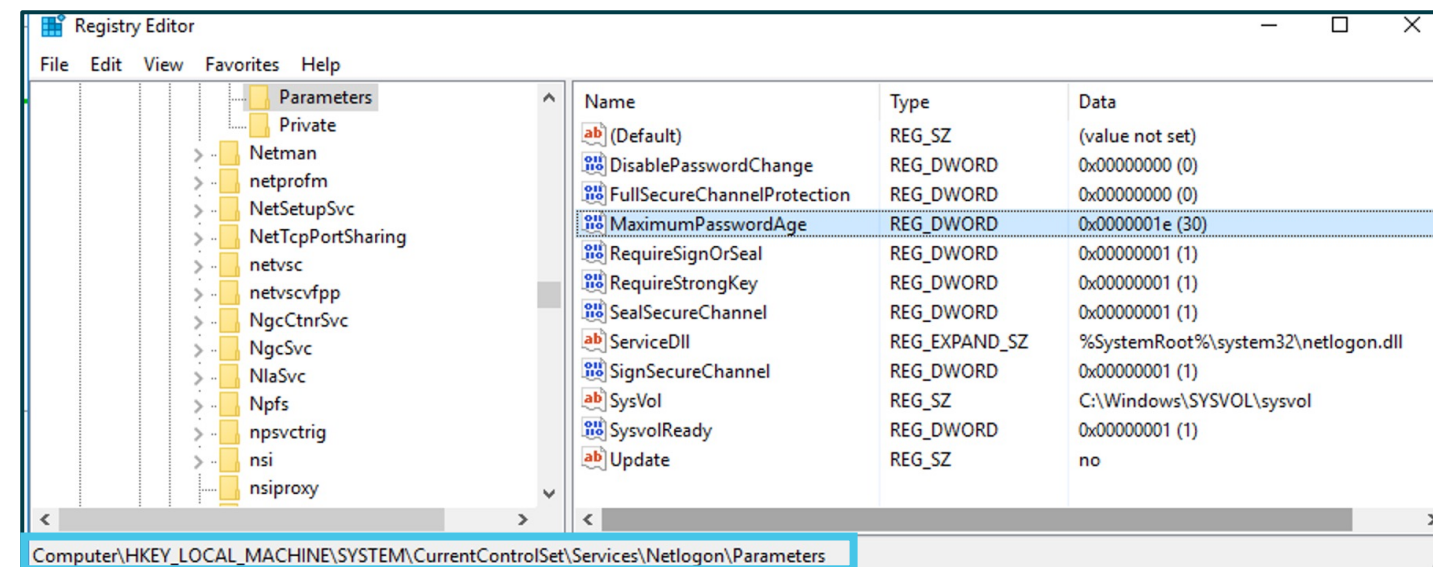 Registry Editor
File Edit View Favorites Help
Parameters
Private
Netman
netprofm
NetSetupSvc
NetTcpPortSharing
netvsc
netvscvfpp
NgcCtnrSvc
NgcSvc
NlaSvc
Npfs
npsvctrig
nsi
nsiproxy
Name Type Data
(Default) REG_SZ (value not set)
DisablePasswordChange REG_DWORD 0x00000000 (0)
FullSecureChannelProtection REG_DWORD 0x00000000 (0)
MaximumPasswordAge REG_DWORD 0x0000001e (30)
RequireSignOrSeal REG_DWORD 0x00000001 (1)
RequireStrongKey REG_DWORD 0x00000001 (1)
SealSecureChannel REG_DWORD 0x00000001 (1)
ServiceDll REG_EXPAND_SZ %SystemRoot%\system32\netlogon.dll
SignSecureChannel REG_DWORD 0x00000001 (1)
SysVol REG_SZ C:\Windows\SYSVOL\sysvol
SysvolReady REG_DWORD 0x00000001 (1)
Update REG_SZ no
Computer\HKEY_LOCAL_MACHINE\SYSTEM\CurrentControlSet\Services\Netlogon\Parameters